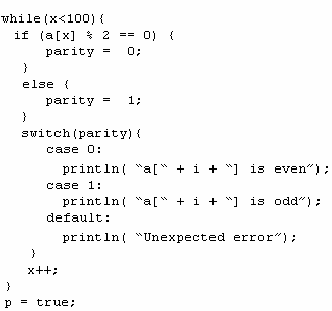 while(x<100){
if (a[x] % 2 == 0) {
parity = 0;
}
else {
parity = 1;
}
switch(parity){
case 0:
println( "a[" + i + "] is even");
case 1:
println( "a[" + i + "] is odd");
default:
println( "Unexpected error");
}
x++;
}
p = true;